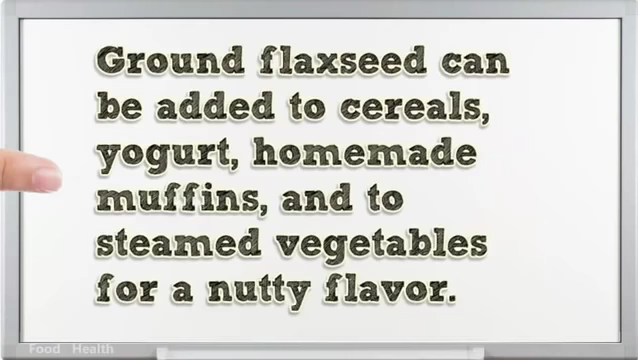 Ground flaxseed can
be added to cereals,
yogurt, homemade
muffins, and to
steamed vegetables
for a nutty flavor.
Food Health